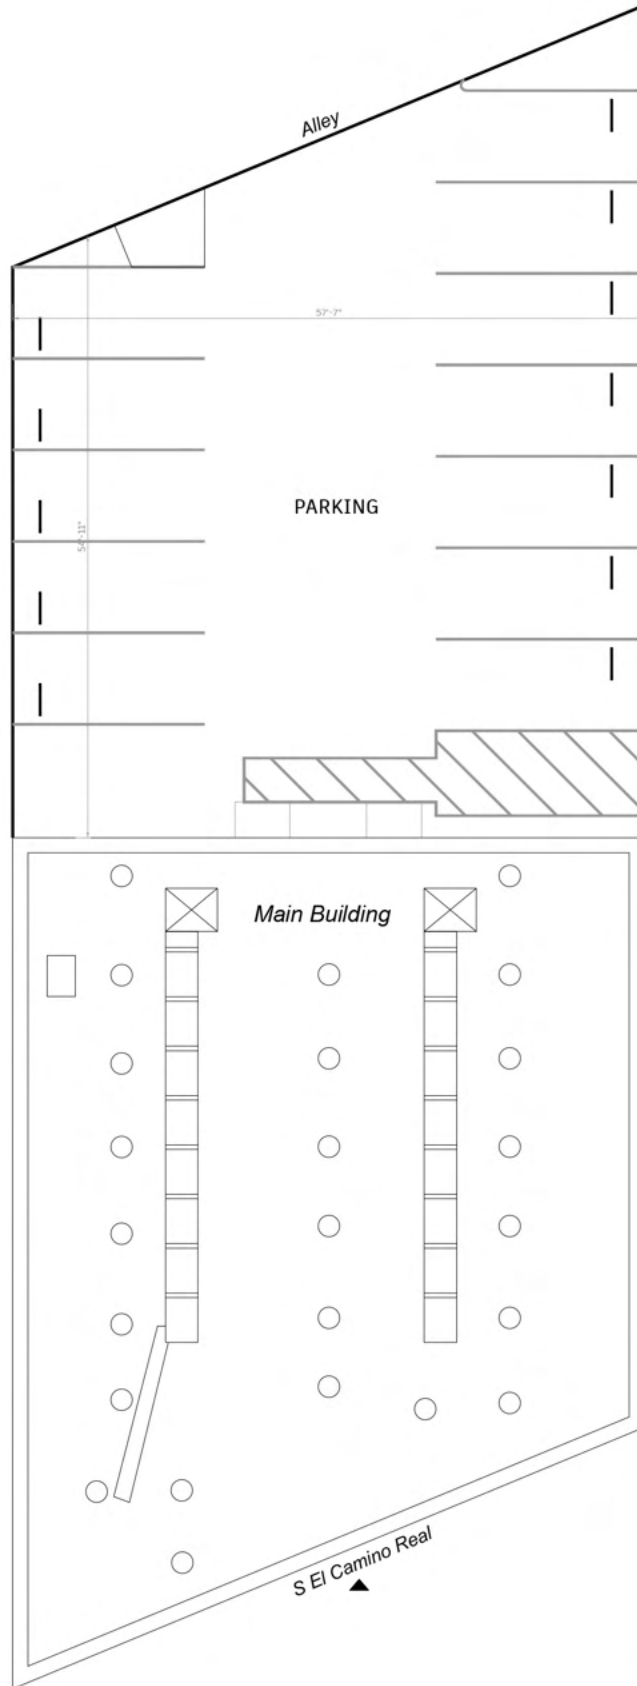 Alley
57'-7"
PARKING
54'-11"
Main Building
S El Camino Real